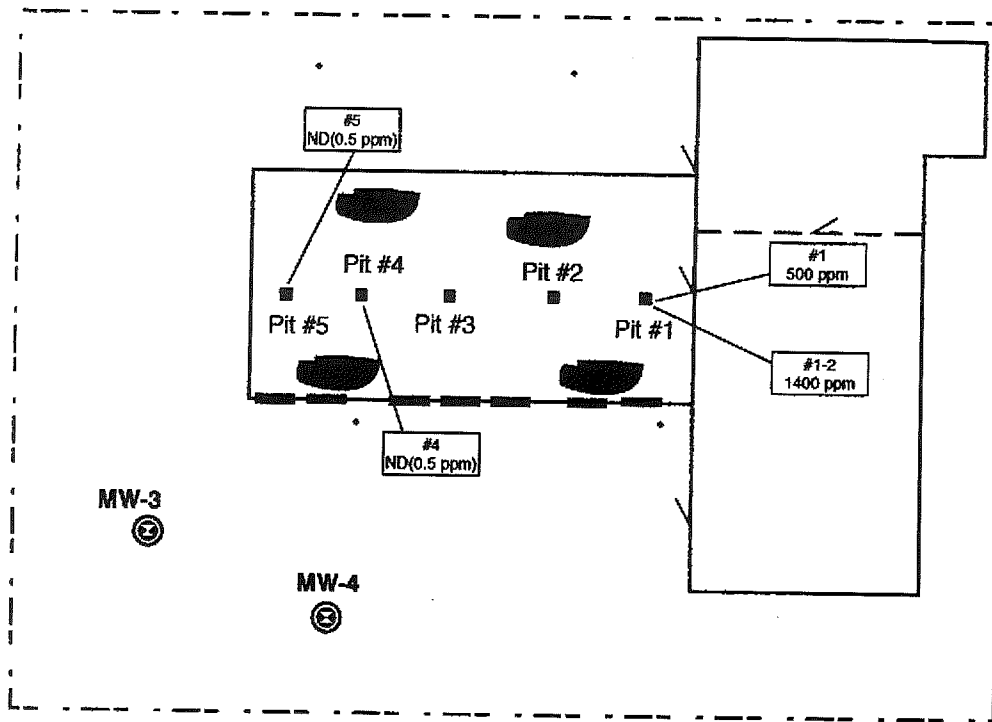 #5
ND(0.5 ppm)
Pit #4
Pit #2
#1
500 ppm
Pit #5
Pit #3
Pit #1
#1-2
1400 ppm
#4
ND(0.5 ppm)
MW-3
MW-4